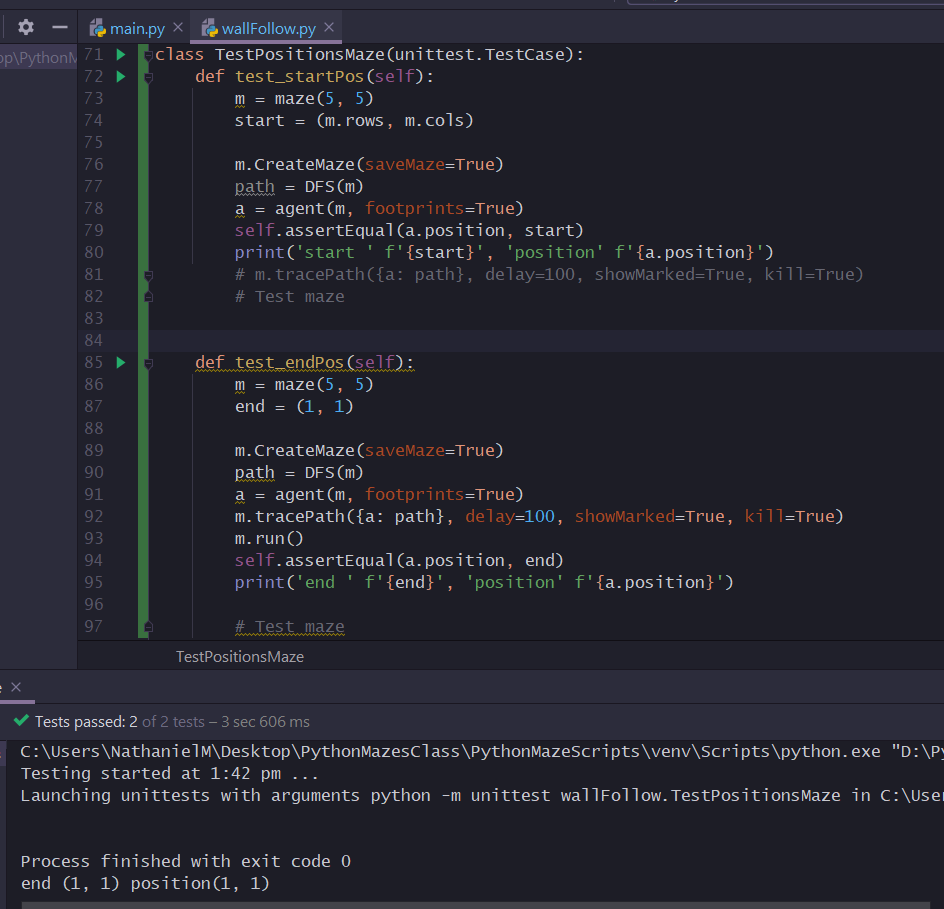 main.py × wallFollow.py ×
op\PythonM
71 class TestPositionsMaze(unittest.TestCase):
72 def test_startPos(self):
73 m = maze(5, 5)
74 start = (m.rows, m.cols)
75
76 m.CreateMaze(saveMaze=True)
77 path = DFS(m)
78 a = agent(m, footprints=True)
79 self.assertEqual(a.position, start)
80 print('start ' f'{start}', 'position' f'{a.position}')
81 # m.tracePath({a: path}, delay=100, showMarked=True, kill=True)
82 # Test maze
83
84
85 def test_endPos(self):
86 m = maze(5, 5)
87 end = (1, 1)
88
89 m.CreateMaze(saveMaze=True)
90 path = DFS(m)
91 a = agent(m, footprints=True)
92 m.tracePath({a: path}, delay=100, showMarked=True, kill=True)
93 m.run()
94 self.assertEqual(a.position, end)
95 print('end ' f'{end}', 'position' f'{a.position}')
96
97 # Test maze
TestPositionsMaze
e ×
Tests passed: 2 of 2 tests – 3 sec 606 ms
C:\Users\NathanielM\Desktop\PythonMazesClass\PythonMazeScripts\venv\Scripts\python.exe "D:\Py
Testing started at 1:42 pm ...
Launching unittests with arguments python -m unittest wallFollow.TestPositionsMaze in C:\User
Process finished with exit code 0
end (1, 1) position(1, 1)